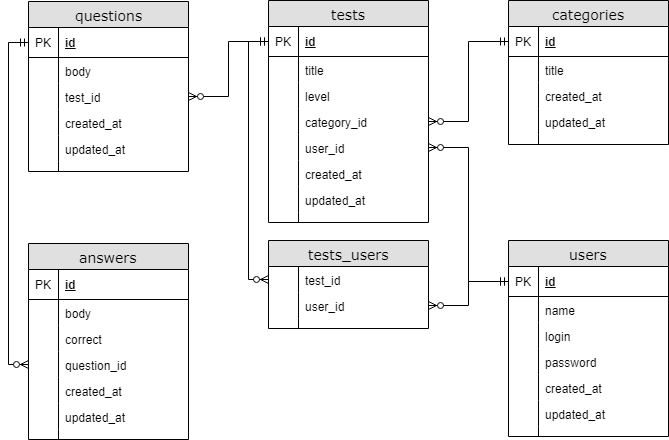 questions
PK id
body
test_id
created_at
updated_at
tests
PK id
title
level
category_id
user_id
created_at
updated_at
categories
PK id
title
created_at
updated_at
answers
PK id
body
correct
question_id
created_at
updated_at
tests_users
test_id
user_id
users
PK id
name
login
password
created_at
updated_at